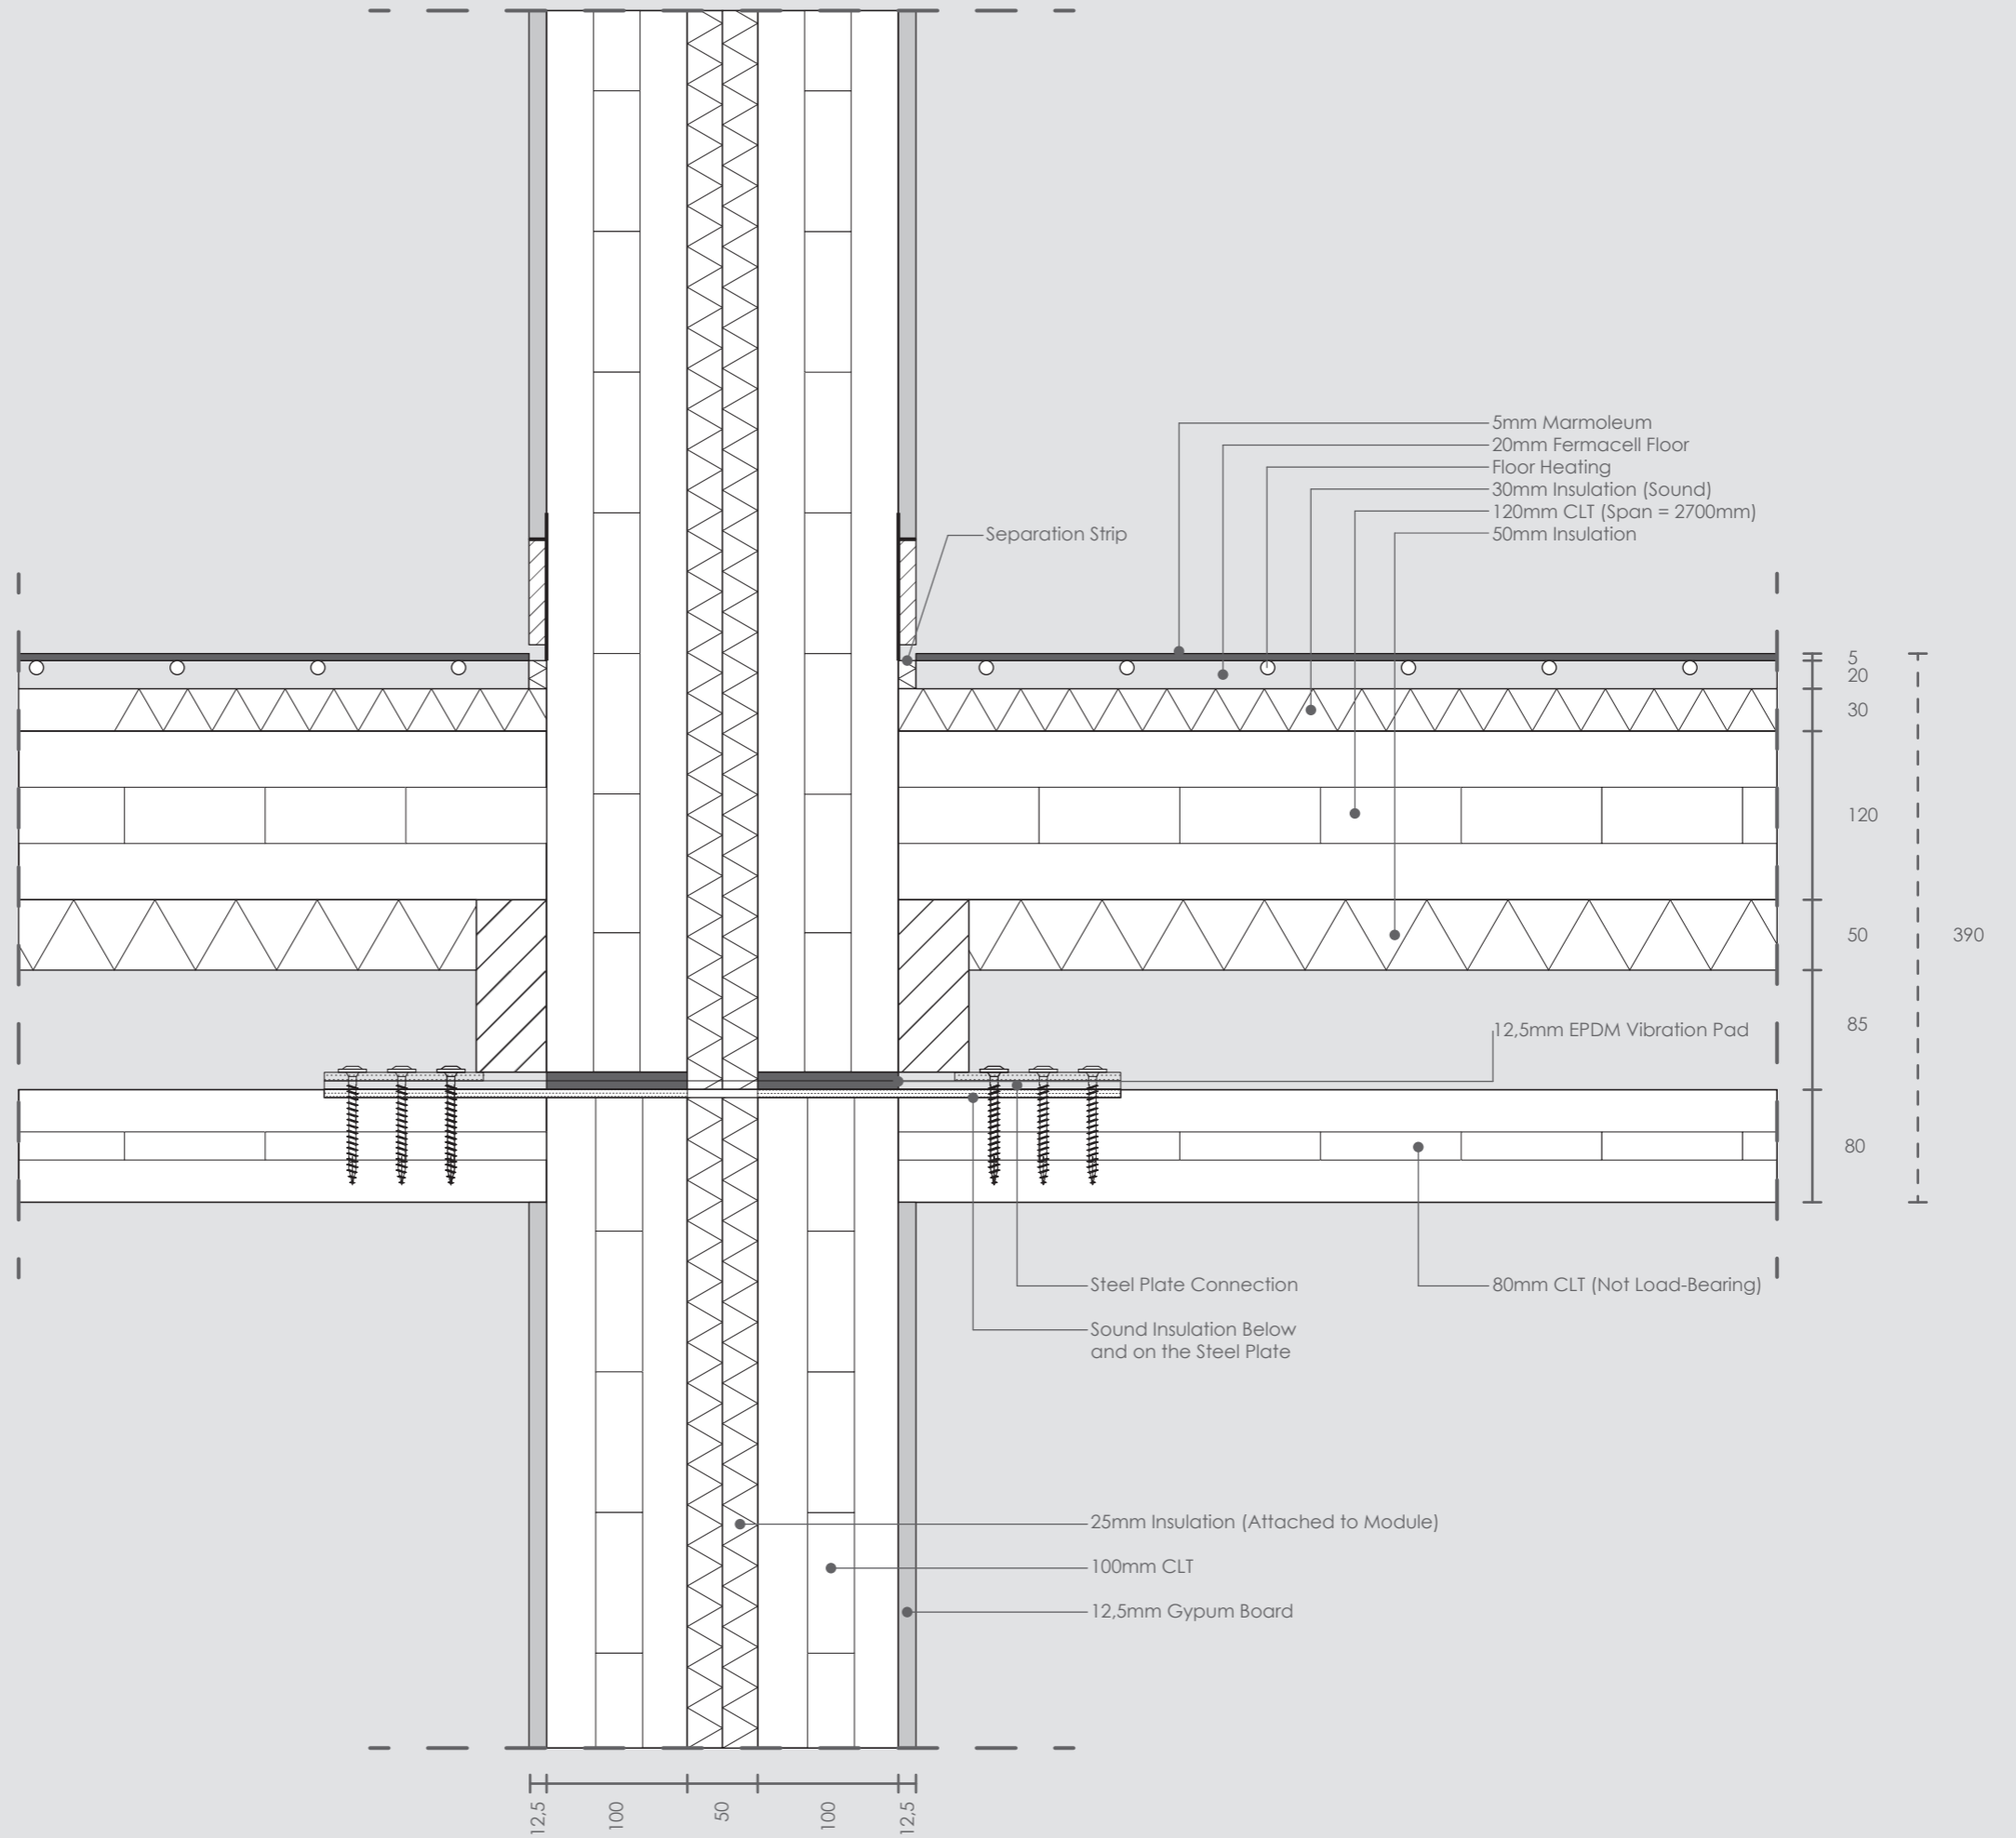 5mm Marmoleum
20mm Fermacell Floor
Floor Heating
30mm Insulation (Sound)
120mm CLT (Span = 2700mm)
50mm Insulation
Separation Strip
5
20
30
120
50
390
85
12,5mm EPDM Vibration Pad
80
Steel Plate Connection
80mm CLT (Not Load-Bearing)
Sound Insulation Below
and on the Steel Plate
25mm Insulation (Attached to Module)
100mm CLT
12,5mm Gypum Board
12,5
100
50
100
12,5